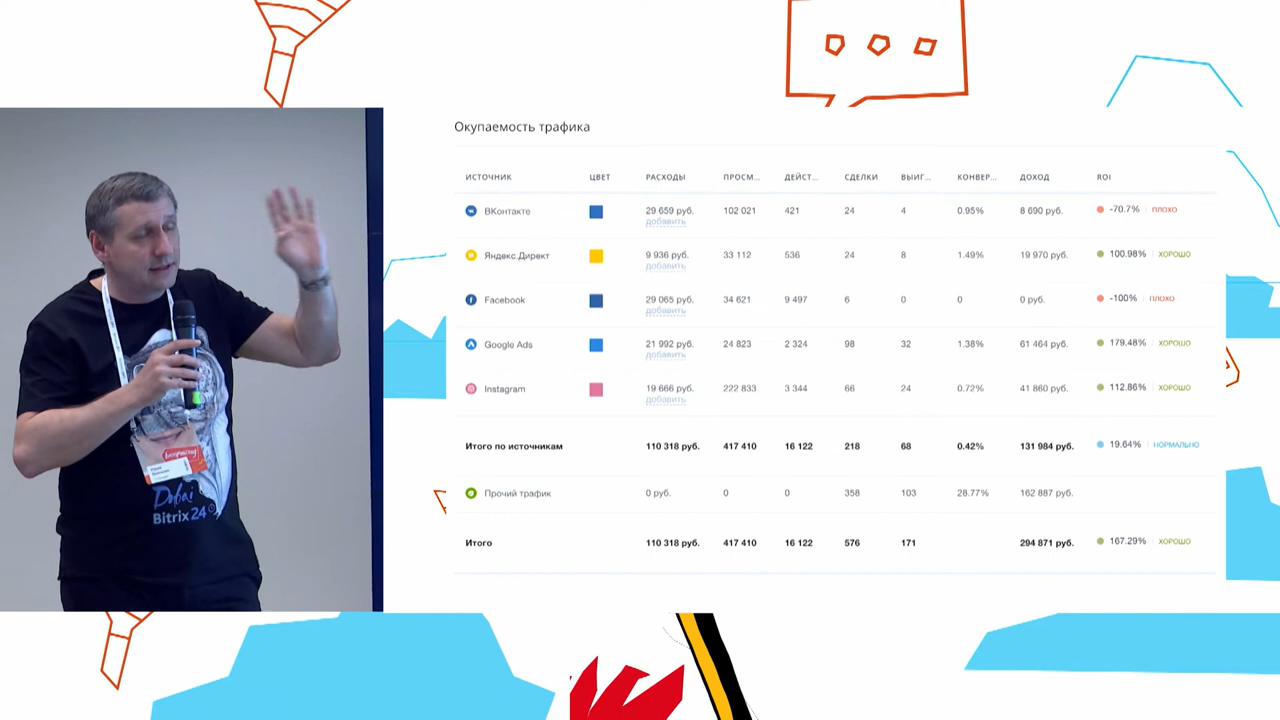 Окупаемость трафика
ИСТОЧНИК ЦВЕТ РАСХОДЫ ПРОСМ... ДЕЙСТ... СДЕЛКИ ВЫИГ... КОНВЕР... ДОХОД ROI
ВКонтакте 29 659 руб. 102 021 421 24 4 0.95% 8 690 руб. -70.7% ПЛОХО
добавить
Яндекс.Директ 9 936 руб. 33 112 536 24 8 1.49% 19 970 руб. 100.98% ХОРОШО
добавить
Facebook 29 065 руб. 34 621 9 497 6 0 0 0 руб. -100% ПЛОХО
добавить
Google Ads 21 992 руб. 24 823 2 324 98 32 1.38% 61 464 руб. 179.48% ХОРОШО
добавить
Instagram 19 666 руб. 222 833 3 344 66 24 0.72% 41 860 руб. 112.86% ХОРОШО
добавить
Итого по источникам 110 318 руб. 417 410 16 122 218 68 0.42% 131 984 руб. 19.64% НОРМАЛЬНО
Прочий трафик 0 руб. 0 0 358 103 28.77% 162 887 руб.
Итого 110 318 руб. 417 410 16 122 576 171 294 871 руб. 167.29% ХОРОШО
Dubai
Bitrix24